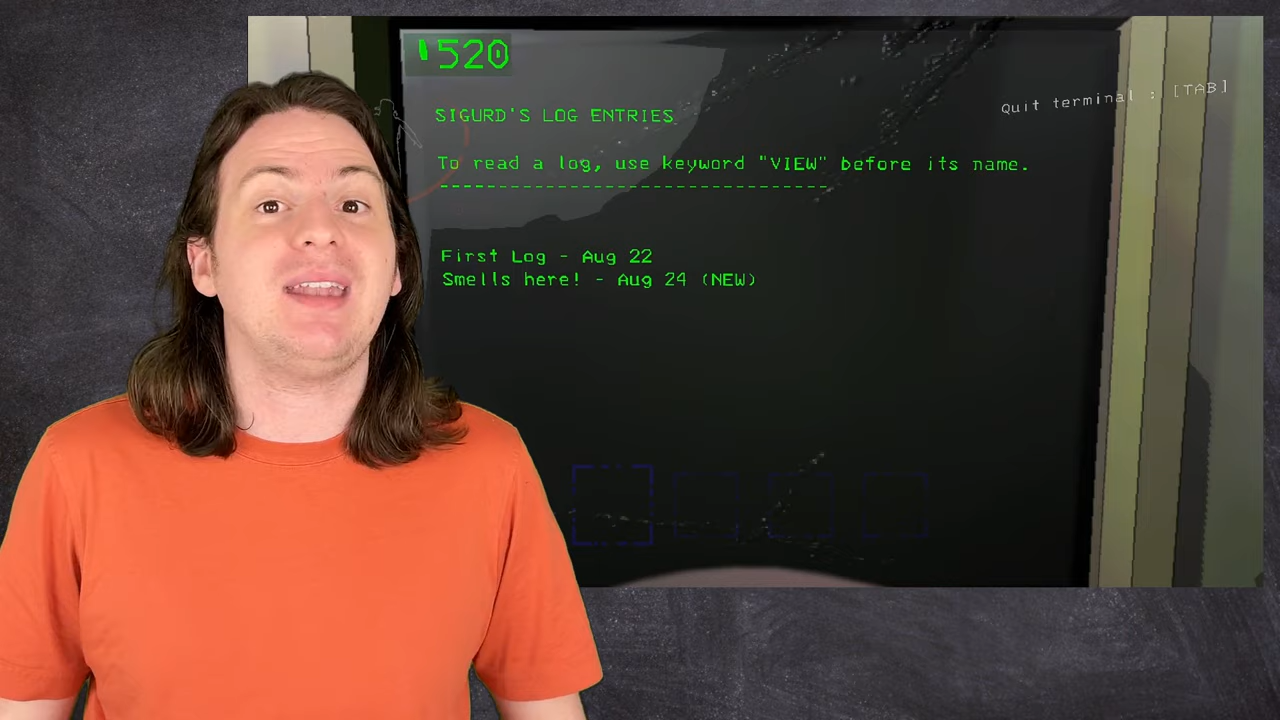 520
Quit terminal : [TAB]
SIGURD'S LOG ENTRIES
To read a log, use keyword "VIEW" before its name.
--------------------------------
First Log - Aug 22
Smells here! - Aug 24 (NEW)